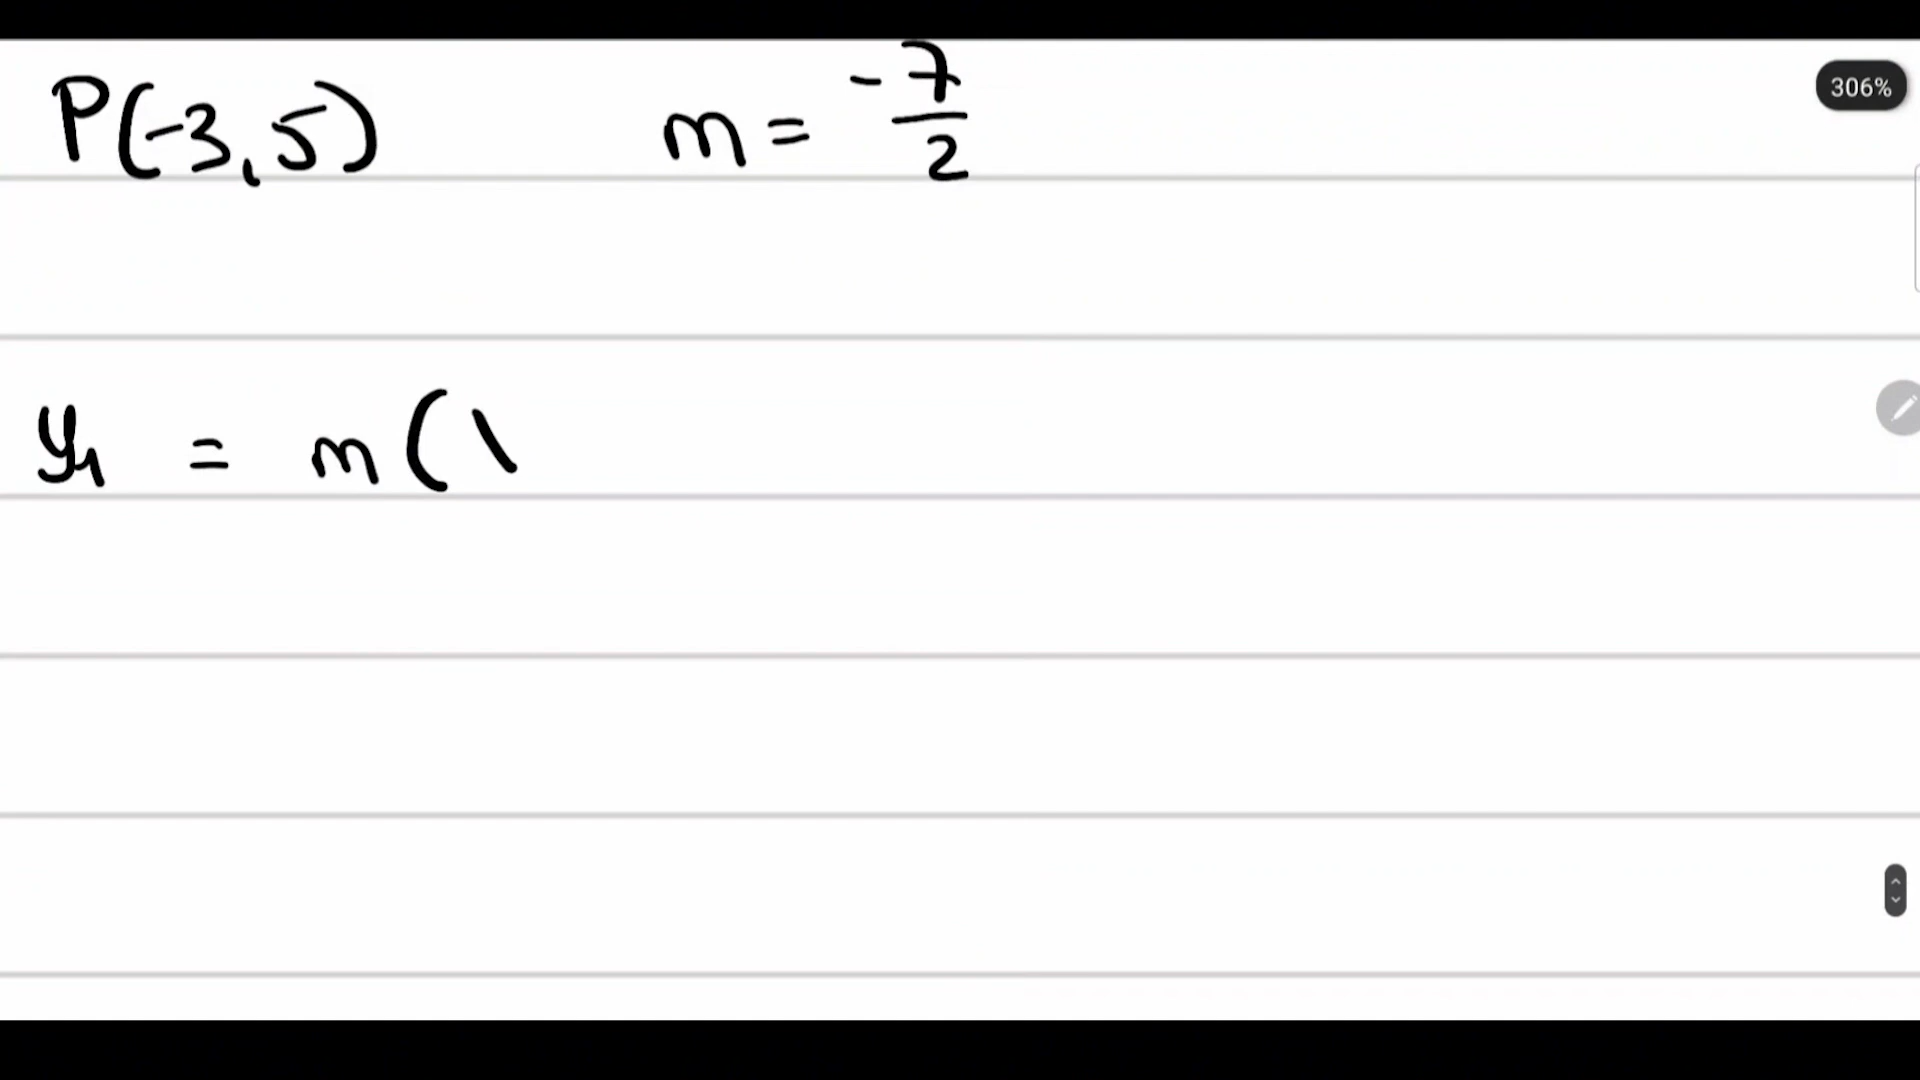 P(-3,5) m = -7/2
306%
y₁ = m ( \